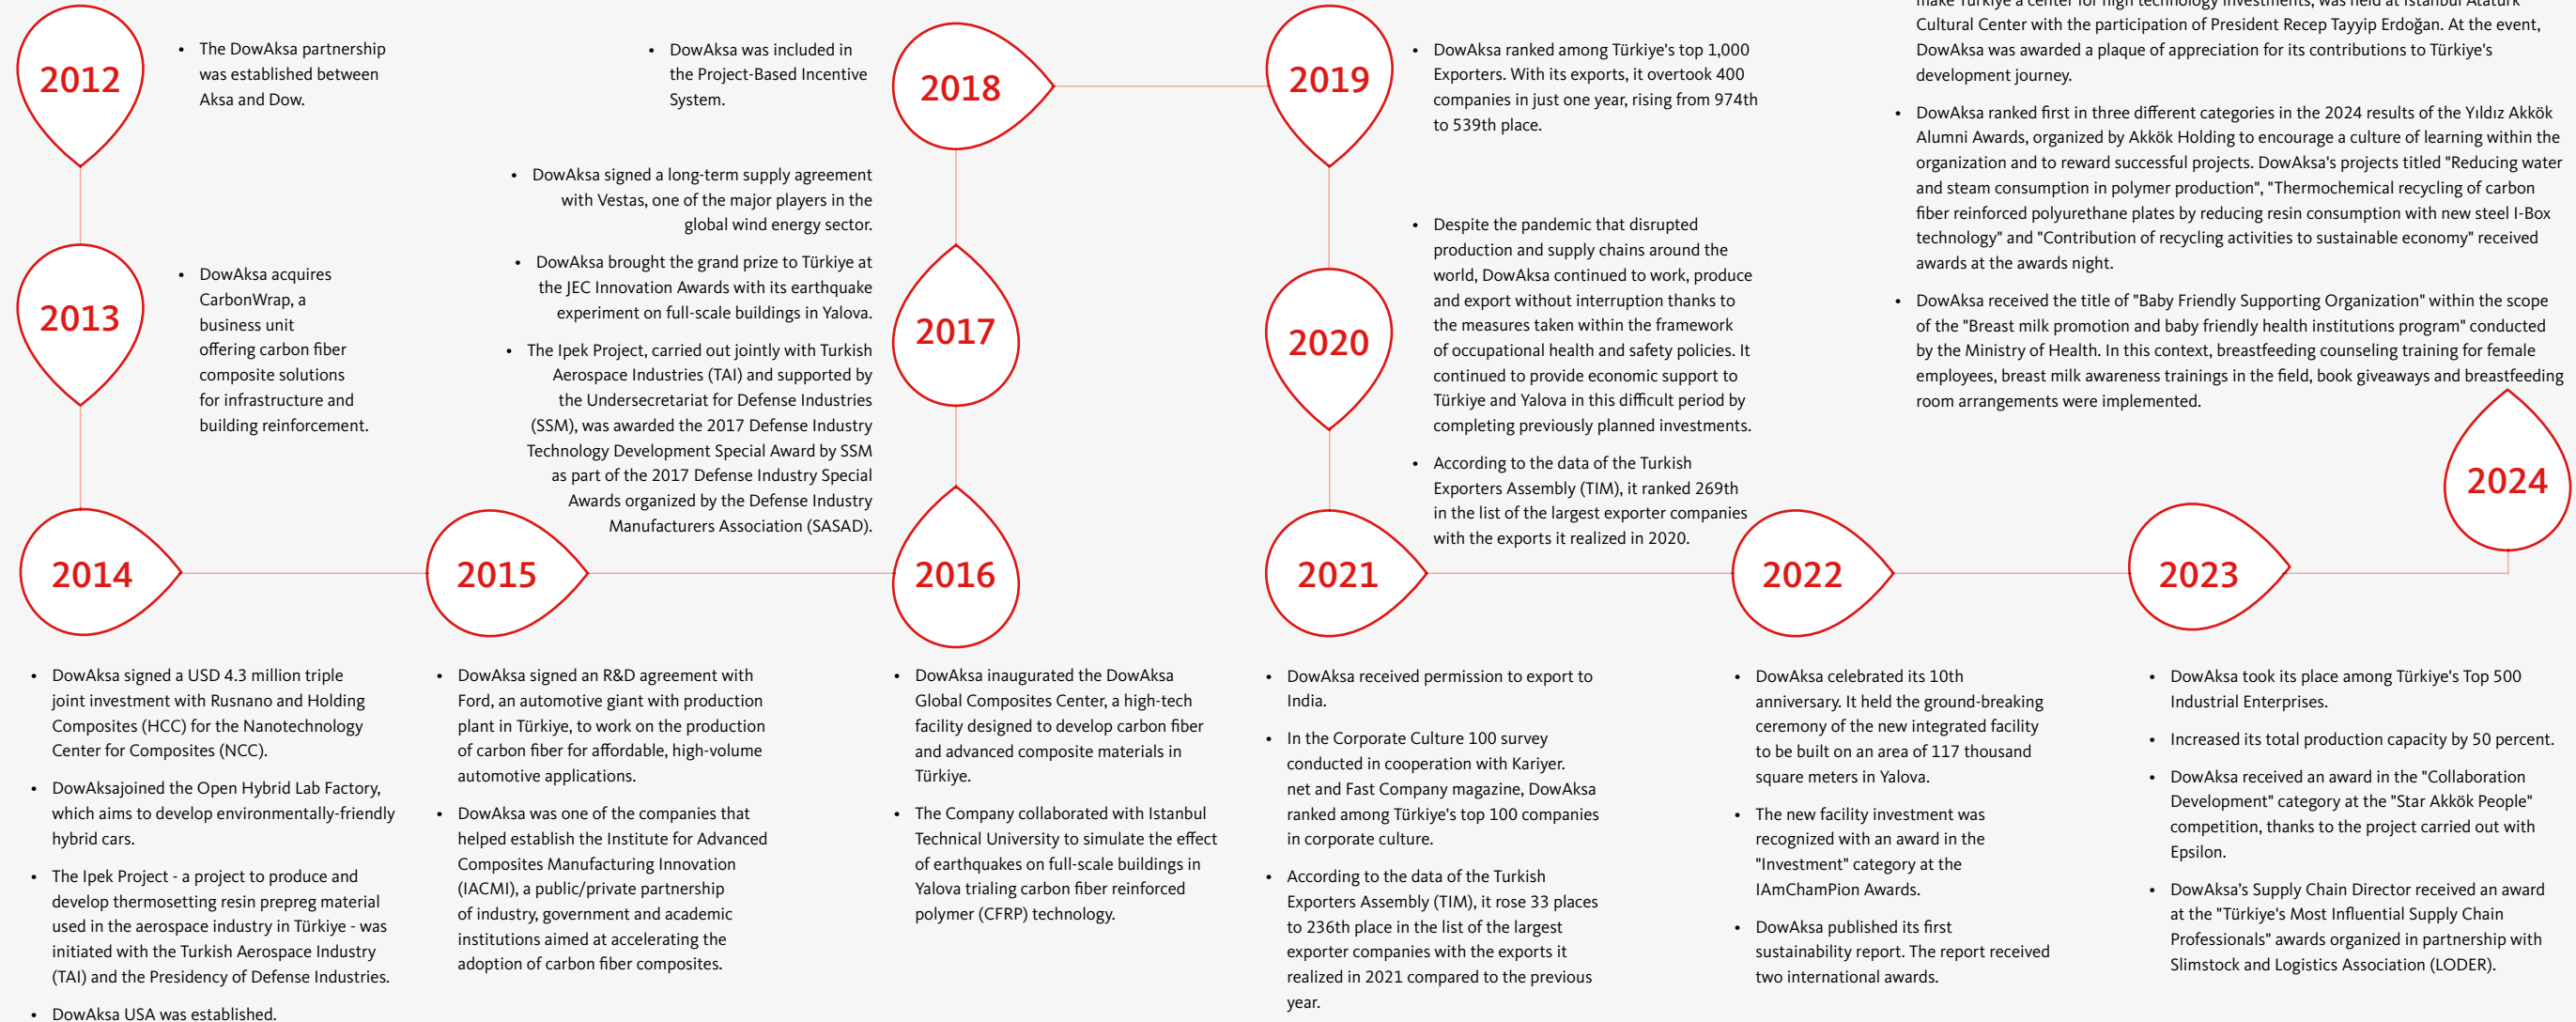 2012
• The DowAksa partnership
was established between
Aksa and Dow.
2013
• DowAksa acquires
CarbonWrap, a
business unit
offering carbon fiber
composite solutions
for infrastructure and
building reinforcement.
2014
• DowAksa signed a USD 4.3 million triple
joint investment with Rusnano and Holding
Composites (HCC) for the Nanotechnology
Center for Composites (NCC).
• DowAksajoined the Open Hybrid Lab Factory,
which aims to develop environmentally-friendly
hybrid cars.
• The Ipek Project - a project to produce and
develop thermosetting resin prepreg material
used in the aerospace industry in Türkiye - was
initiated with the Turkish Aerospace Industry
(TAI) and the Presidency of Defense Industries.
• DowAksa USA was established.
2015
• DowAksa signed an R&D agreement with
Ford, an automotive giant with production
plant in Türkiye, to work on the production
of carbon fiber for affordable, high-volume
automotive applications.
• DowAksa was one of the companies that
helped establish the Institute for Advanced
Composites Manufacturing Innovation
(IACMI), a public/private partnership
of industry, government and academic
institutions aimed at accelerating the
adoption of carbon fiber composites.
2016
• DowAksa inaugurated the DowAksa
Global Composites Center, a high-tech
facility designed to develop carbon fiber
and advanced composite materials in
Türkiye.
• The Company collaborated with Istanbul
Technical University to simulate the effect
of earthquakes on full-scale buildings in
Yalova trialing carbon fiber reinforced
polymer (CFRP) technology.
2017
• DowAksa signed a long-term supply agreement
with Vestas, one of the major players in the
global wind energy sector.
• DowAksa brought the grand prize to Türkiye at
the JEC Innovation Awards with its earthquake
experiment on full-scale buildings in Yalova.
• The Ipek Project, carried out jointly with Turkish
Aerospace Industries (TAI) and supported by
the Undersecretariat for Defense Industries
(SSM), was awarded the 2017 Defense Industry
Technology Development Special Award by SSM
as part of the 2017 Defense Industry Special
Awards organized by the Defense Industry
Manufacturers Association (SASAD).
2018
• DowAksa was included in
the Project-Based Incentive
System.
2019
• DowAksa ranked among Türkiye's top 1,000
Exporters. With its exports, it overtook 400
companies in just one year, rising from 974th
to 539th place.
2020
• Despite the pandemic that disrupted
production and supply chains around the
world, DowAksa continued to work, produce
and export without interruption thanks to
the measures taken within the framework
of occupational health and safety policies. It
continued to provide economic support to
Türkiye and Yalova in this difficult period by
completing previously planned investments.
• According to the data of the Turkish
Exporters Assembly (TIM), it ranked 269th
in the list of the largest exporter companies
with the exports it realized in 2020.
2021
• DowAksa received permission to export to
India.
• In the Corporate Culture 100 survey
conducted in cooperation with Kariyer.
net and Fast Company magazine, DowAksa
ranked among Türkiye's top 100 companies
in corporate culture.
• According to the data of the Turkish
Exporters Assembly (TIM), it rose 33 places
to 236th place in the list of the largest
exporter companies with the exports it
realized in 2021 compared to the previous
year.
2022
• DowAksa celebrated its 10th
anniversary. It held the ground-breaking
ceremony of the new integrated facility
to be built on an area of 117 thousand
square meters in Yalova.
• The new facility investment was
recognized with an award in the
"Investment" category at the
IAmChamPion Awards.
• DowAksa published its first
sustainability report. The report received
two international awards.
2023
• DowAksa took its place among Türkiye's Top 500
Industrial Enterprises.
• Increased its total production capacity by 50 percent.
• DowAksa received an award in the "Collaboration
Development" category at the "Star Akkök People"
competition, thanks to the project carried out with
Epsilon.
• DowAksa's Supply Chain Director received an award
at the "Türkiye's Most Influential Supply Chain
Professionals" awards organized in partnership with
Slimstock and Logistics Association (LODER).
2024
make Türkiye a center for high technology investments, was held at Istanbul Atatürk
Cultural Center with the participation of President Recep Tayyip Erdoğan. At the event,
DowAksa was awarded a plaque of appreciation for its contributions to Türkiye's
development journey.
• DowAksa ranked first in three different categories in the 2024 results of the Yıldız Akkök
Alumni Awards, organized by Akkök Holding to encourage a culture of learning within the
organization and to reward successful projects. DowAksa's projects titled "Reducing water
and steam consumption in polymer production", "Thermochemical recycling of carbon
fiber reinforced polyurethane plates by reducing resin consumption with new steel I-Box
technology" and "Contribution of recycling activities to sustainable economy" received
awards at the awards night.
• DowAksa received the title of "Baby Friendly Supporting Organization" within the scope
of the "Breast milk promotion and baby friendly health institutions program" conducted
by the Ministry of Health. In this context, breastfeeding counseling training for female
employees, breast milk awareness trainings in the field, book giveaways and breastfeeding
room arrangements were implemented.